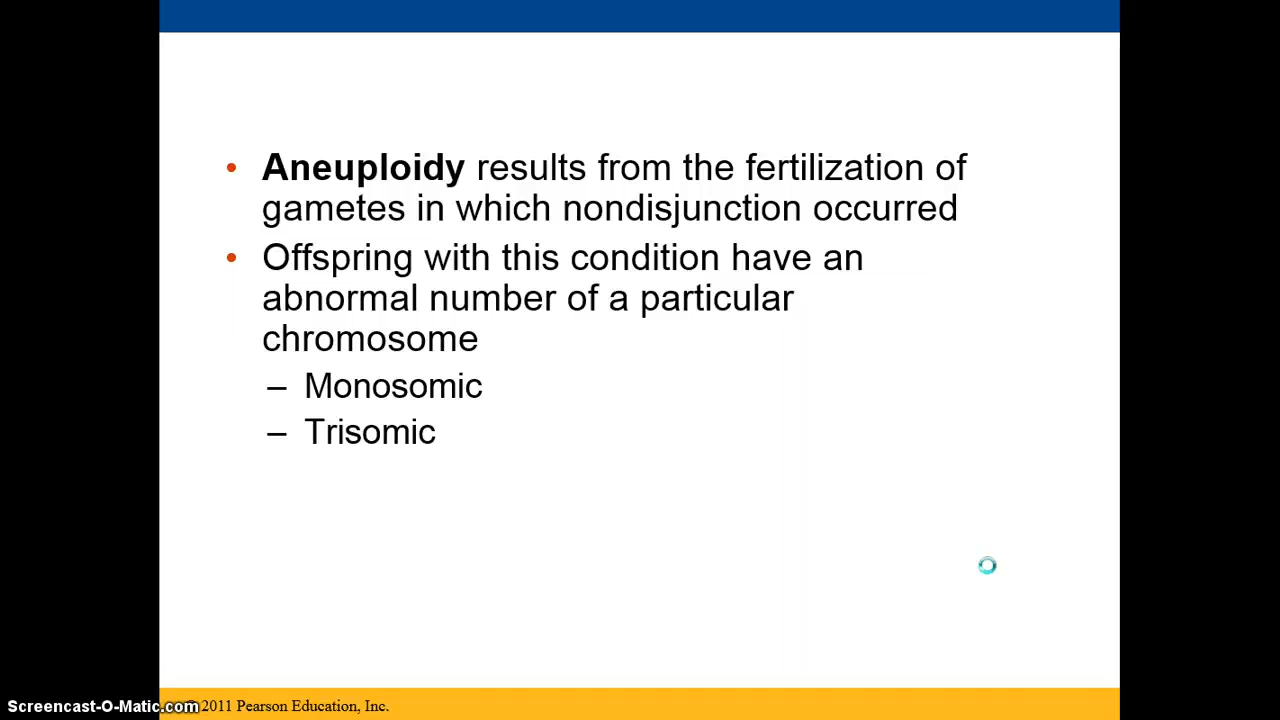 • Aneuploidy results from the fertilization of
gametes in which nondisjunction occurred
• Offspring with this condition have an
abnormal number of a particular
chromosome
– Monosomic
– Trisomic
Screencast-O-Matic.com
© 2011 Pearson Education, Inc.